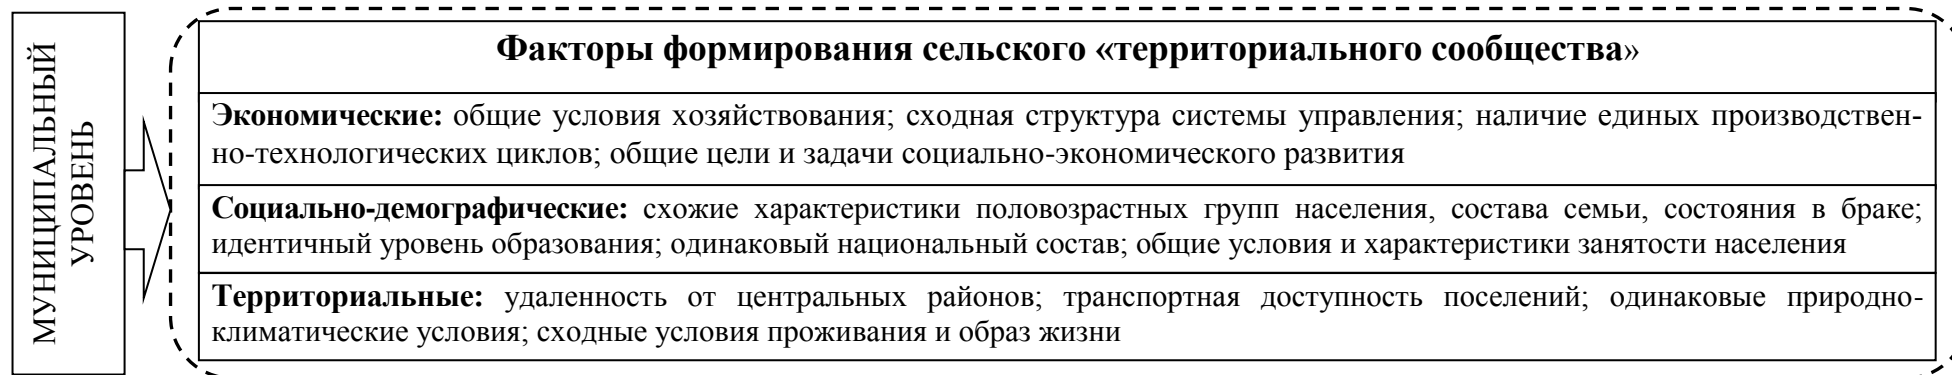 МУНИЦИПАЛЬНЫЙ
УРОВЕНЬ
Факторы формирования сельского «территориального сообщества»
Экономические: общие условия хозяйствования; сходная структура системы управления; наличие единых производствен-
но-технологических циклов; общие цели и задачи социально-экономического развития
Социально-демографические: схожие характеристики половозрастных групп населения, состава семьи, состояния в браке;
идентичный уровень образования; одинаковый национальный состав; общие условия и характеристики занятости населения
Территориальные: удаленность от центральных районов; транспортная доступность поселений; одинаковые природно-
климатические условия; сходные условия проживания и образ жизни